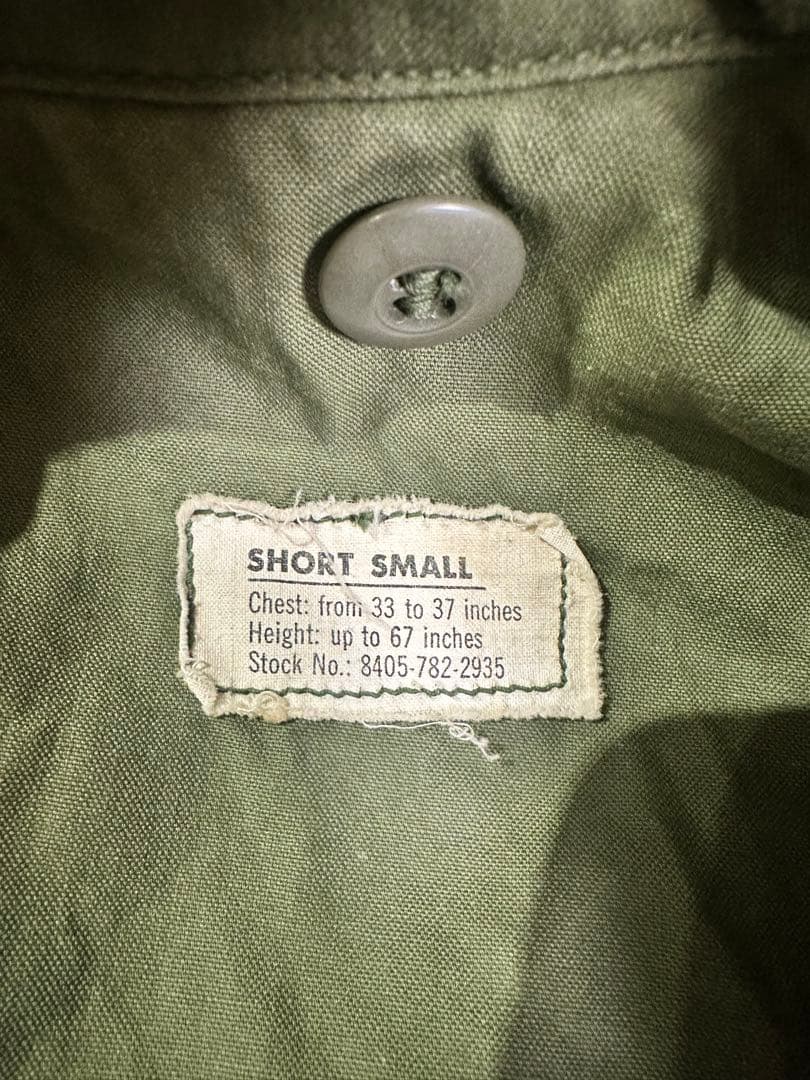 SHORT SMALL
Chest: from 33 to 37 inches
Height: up to 67 inches
Stock No.: 8405-782-2935